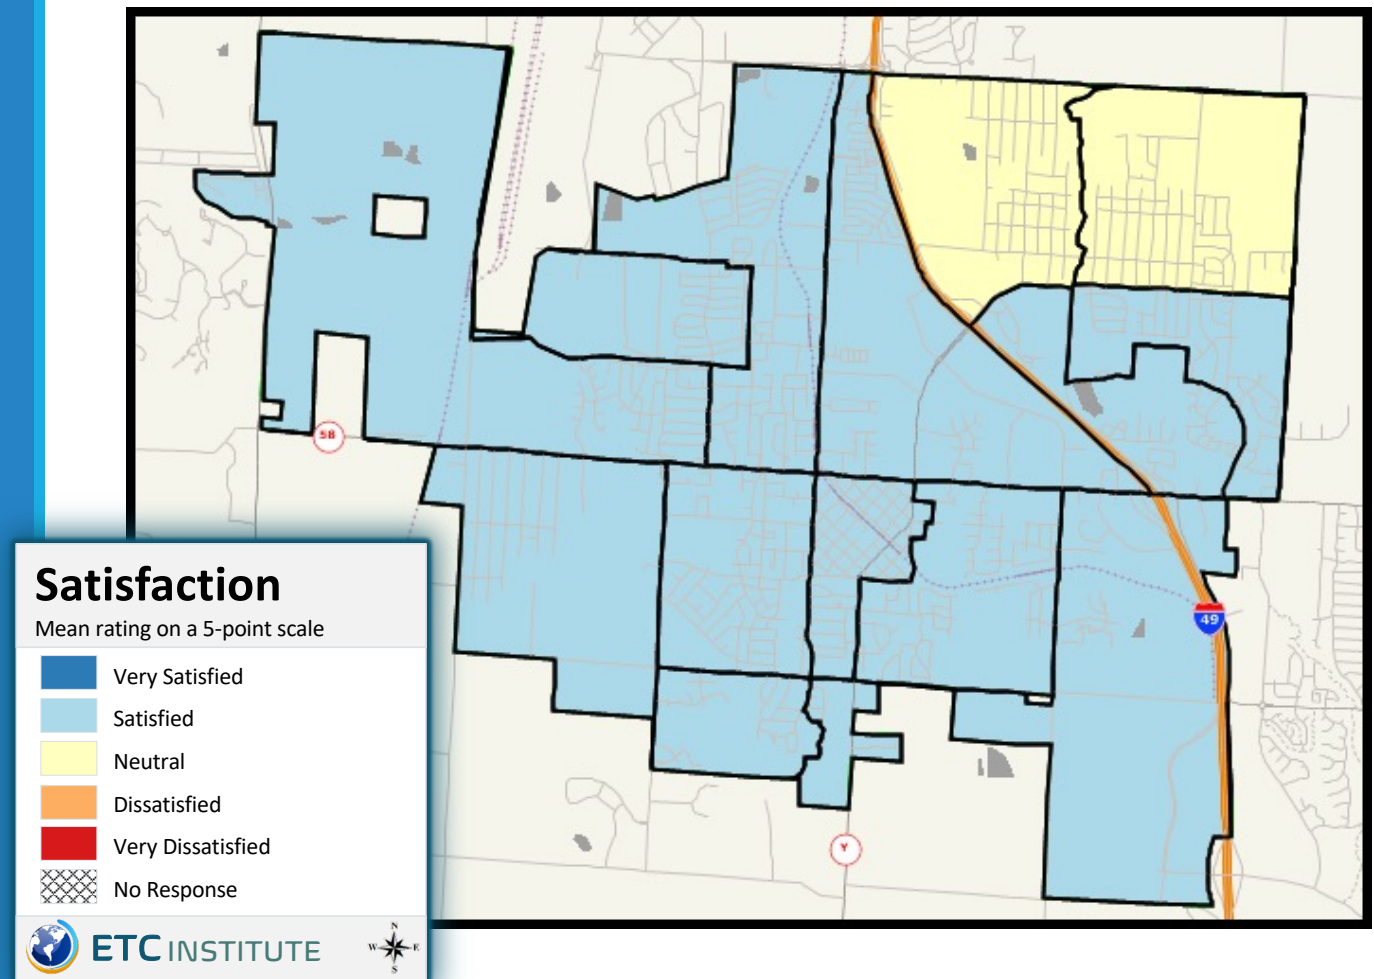 58
49
Y
Satisfaction
Mean rating on a 5-point scale
Very Satisfied
Satisfied
Neutral
Dissatisfied
Very Dissatisfied
No Response
ETC INSTITUTE
N
W E
S